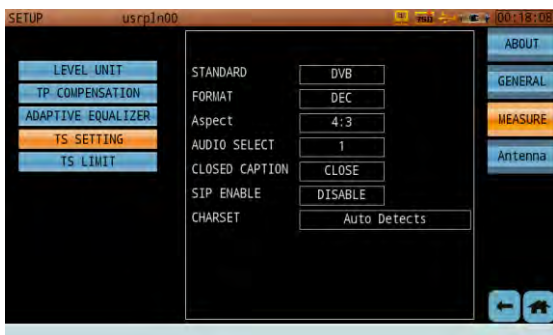 SETUP usrpln00 75Ω 00:18:08
ABOUT
GENERAL
MEASURE
Antenna
LEVEL UNIT
TP COMPENSATION
ADAPTIVE EQUALIZER
TS SETTING
TS LIMIT
STANDARD DVB
FORMAT DEC
Aspect 4:3
AUDIO SELECT 1
CLOSED CAPTION CLOSE
SIP ENABLE DISABLE
CHARSET Auto Detects